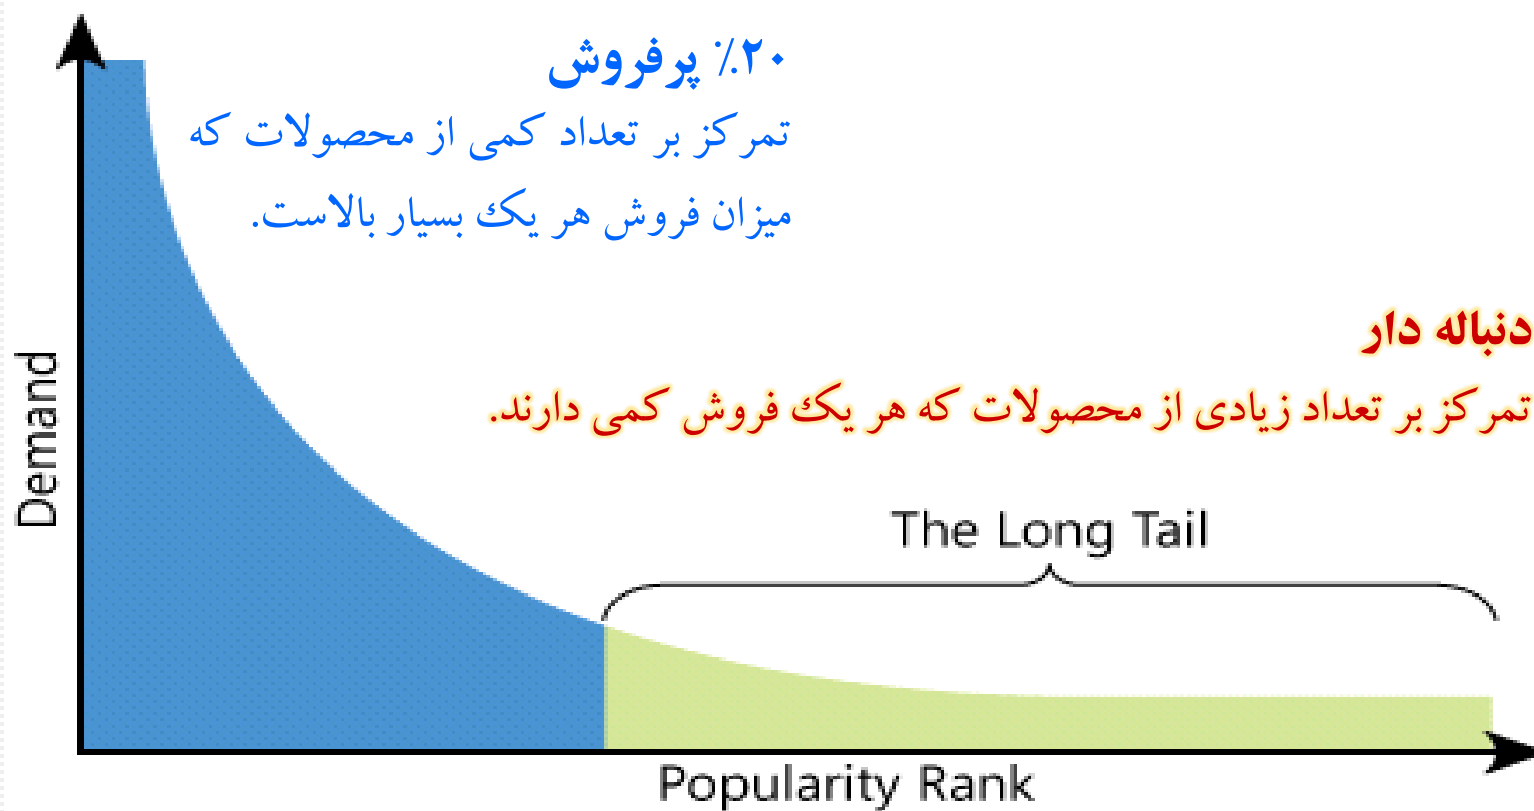 ۲۰٪ پرفروش
تمرکز بر تعداد کمی از محصولات که
میزان فروش هر یک بسیار بالاست.
دنباله دار
تمرکز بر تعداد زیادی از محصولات که هر یک فروش کمی دارند.
The Long Tail
Demand
Popularity Rank